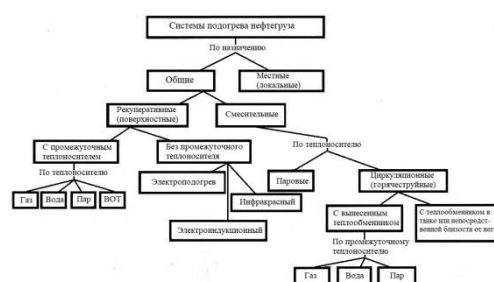 Системы подогрева нефтегруза
По назначению
Общие
Местные
(локальные)
Рекуперативные
(поверхностные)
Смесительные
С промежуточным
теплоносителем
Без промежуточного
теплоносителя
По теплоносителю
По теплоносителю
Газ
Вода
Пар
ВОТ
Электроподогрев
Инфракрасный
Электроиндукционный
Паровые
Циркуляционные
(горячеструйные)
С вынесенным
теплообменником
С теплообменником в
танке или непосредст-
венной близости от него
По промежуточному
теплоносителю
Газ
Вода
Пар